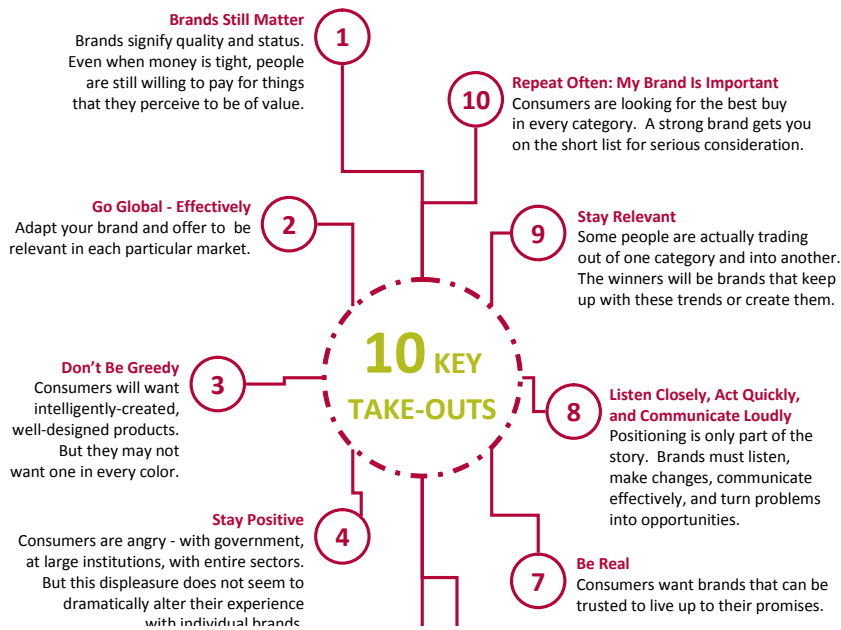 Brands Still Matter
Brands signify quality and status.
Even when money is tight, people
are still willing to pay for things
that they perceive to be of value.
1
10
Repeat Often: My Brand Is Important
Consumers are looking for the best buy
in every category.  A strong brand gets you
on the short list for serious consideration.
Go Global - Effectively
Adapt your brand and offer to  be
relevant in each particular market.
2
9
Stay Relevant
Some people are actually trading
out of one category and into another.
The winners will be brands that keep
up with these trends or create them.
10 KEY
TAKE-OUTS
Don't Be Greedy
Consumers will want
intelligently-created,
well-designed products.
But they may not
want one in every color.
3
8
Listen Closely, Act Quickly,
and Communicate Loudly
Positioning is only part of the
story.  Brands must listen,
make changes, communicate
effectively, and turn problems
into opportunities.
Stay Positive
Consumers are angry - with government,
at large institutions, with entire sectors.
But this displeasure does not seem to
dramatically alter their experience
with individual brands.
4
7
Be Real
Consumers want brands that can be
trusted to live up to their promises.